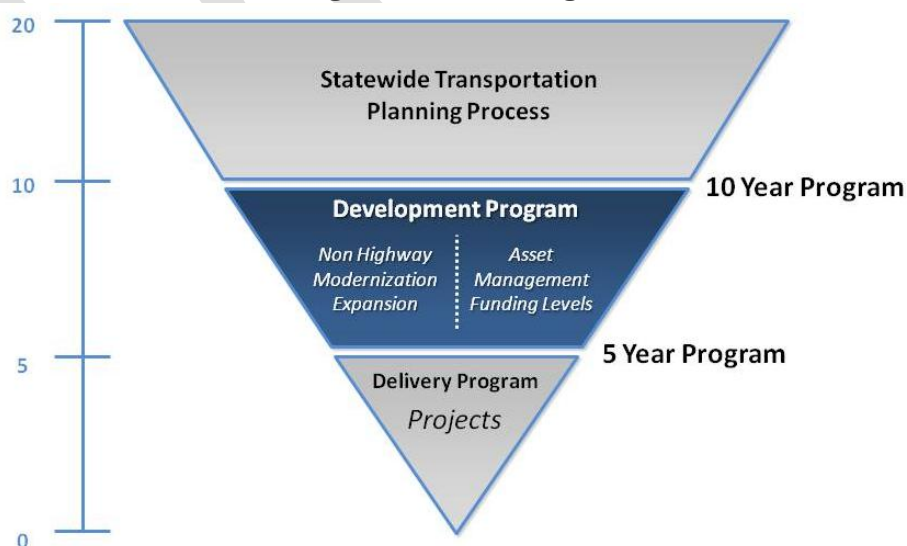 20
Statewide Transportation
Planning Process
10
10 Year Program
Development Program
Non Highway
Modernization
Expansion
Asset
Management
Funding Levels
5
5 Year Program
Delivery Program
Projects
0